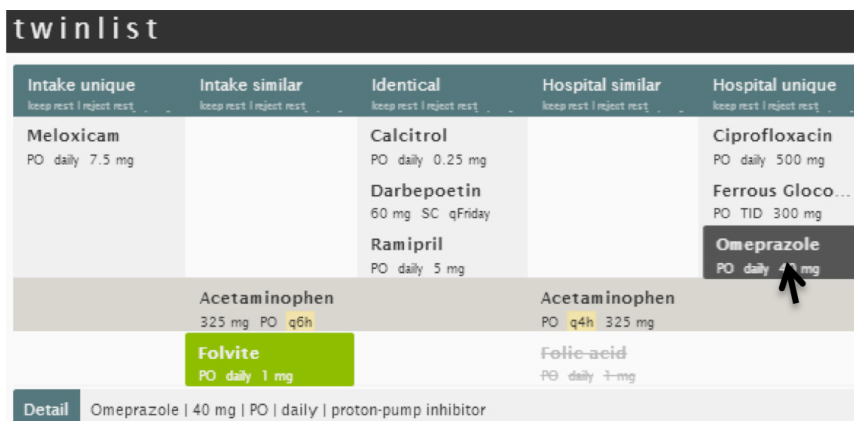 twinlist
Intake unique Intake similar Identical Hospital similar Hospital unique
keep rest | reject rest keep rest | reject rest keep rest | reject rest keep rest | reject rest keep rest | reject rest
Meloxicam Calcitrol Ciprofloxacin
PO daily 7.5 mg PO daily 0.25 mg PO daily 500 mg
Darbepoetin Ferrous Gloco...
60 mg SC qFriday PO TID 300 mg
Ramipril Omeprazole
PO daily 5 mg PO daily 40 mg
Acetaminophen Acetaminophen
325 mg PO q6h PO q4h 325 mg
Folvite Folic acid
PO daily 1 mg PO daily 1 mg
Detail Omeprazole | 40 mg | PO | daily | proton-pump inhibitor